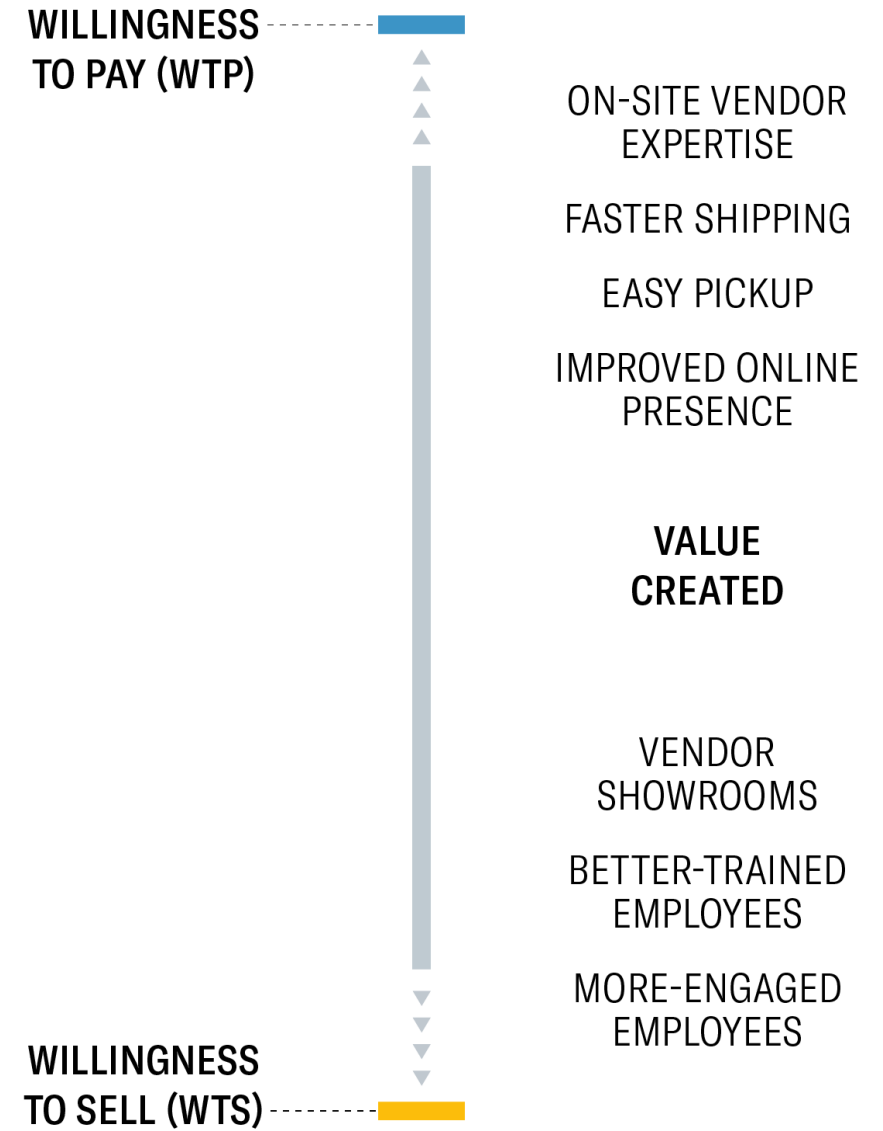 WILLINGNESS
TO PAY (WTP)
ON-SITE VENDOR
EXPERTISE
FASTER SHIPPING
EASY PICKUP
IMPROVED ONLINE
PRESENCE
VALUE
CREATED
VENDOR
SHOWROOMS
BETTER-TRAINED
EMPLOYEES
MORE-ENGAGED
EMPLOYEES
WILLINGNESS
TO SELL (WTS)